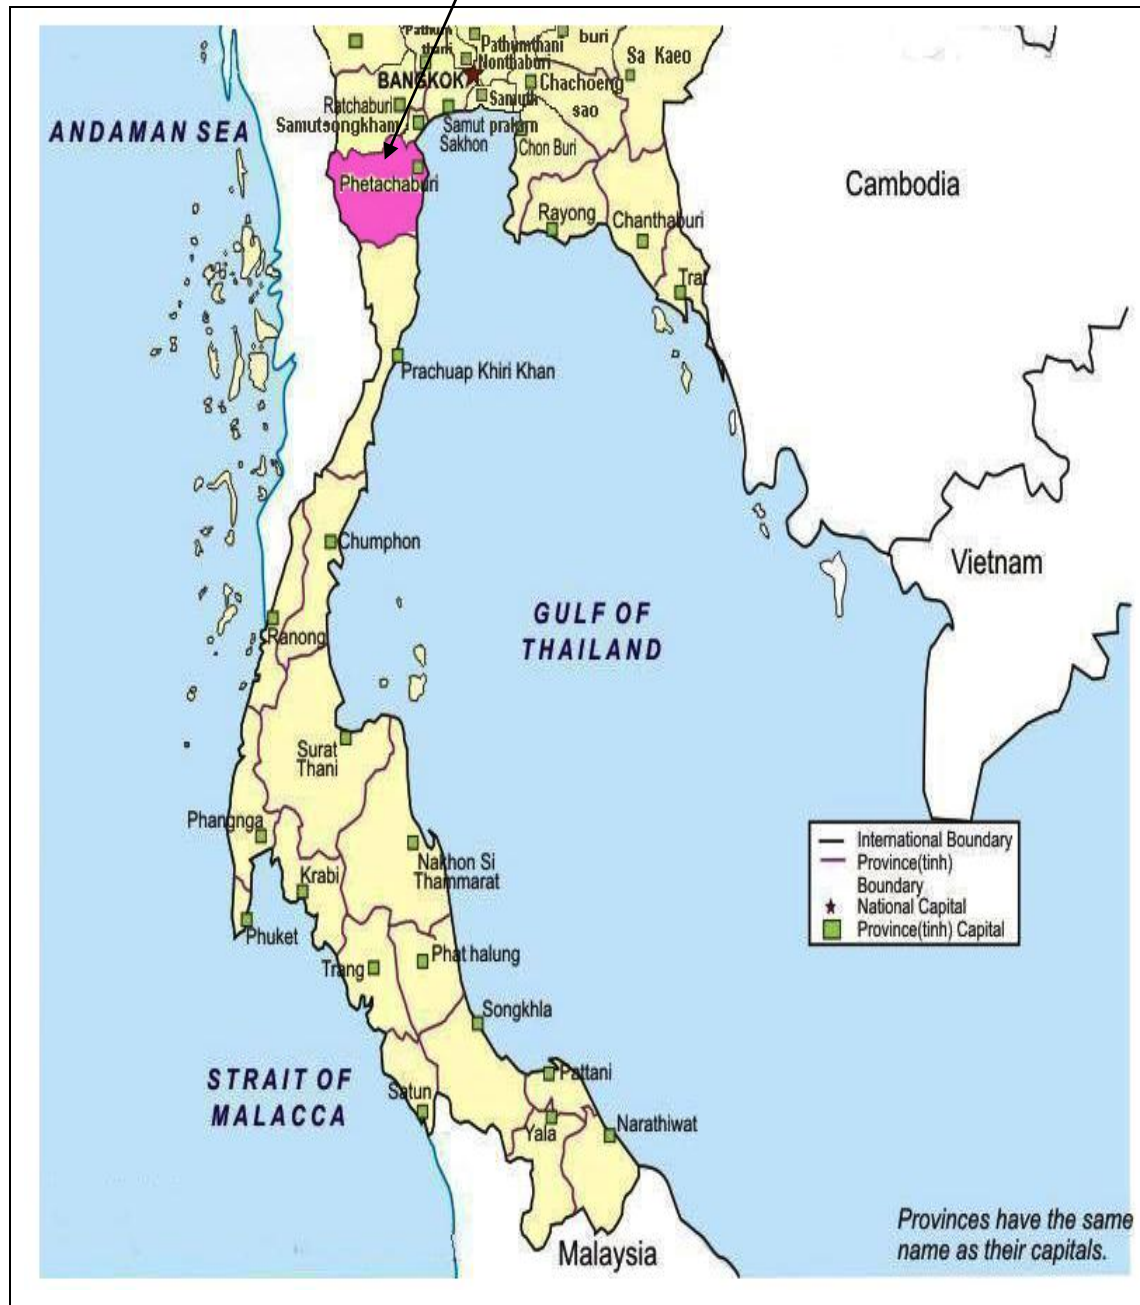 Pathum
thani
Pathumthani
buri
Nonthaburi
Sa Kaeo
BANGKOK
Chachoeng
sao
Ratchaburi
Samutsongkham
Samuth
prakarn
Samut
Sakhon
Chon Buri
ANDAMAN SEA
Phetachaburi
Cambodia
Rayong
Chanthaburi
Trat
Prachuap Khiri Khan
Chumphon
Vietnam
GULF OF
THAILAND
Ranong
Surat
Thani
Phangnga
Krabi
Nakhon Si
Thammarat
Phuket
Trang
Phat halung
Songkhla
International Boundary
Province(tinh)
Boundary
National Capital
Province(tinh) Capital
STRAIT OF
MALACCA
Satun
Pattani
Yala
Narathiwat
Malaysia
Provinces have the same
name as their capitals.